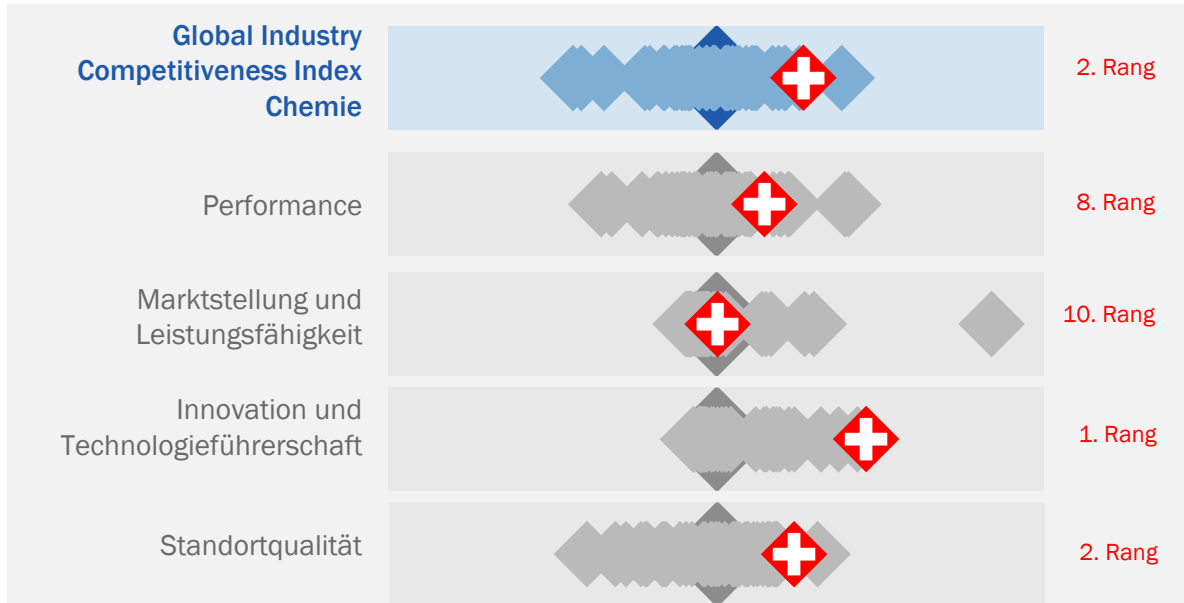 Global Industry
Competitiveness Index
Chemie
2. Rang
Performance
8. Rang
Marktstellung und
Leistungsfähigkeit
10. Rang
Innovation und
Technologieführerschaft
1. Rang
Standortqualität
2. Rang